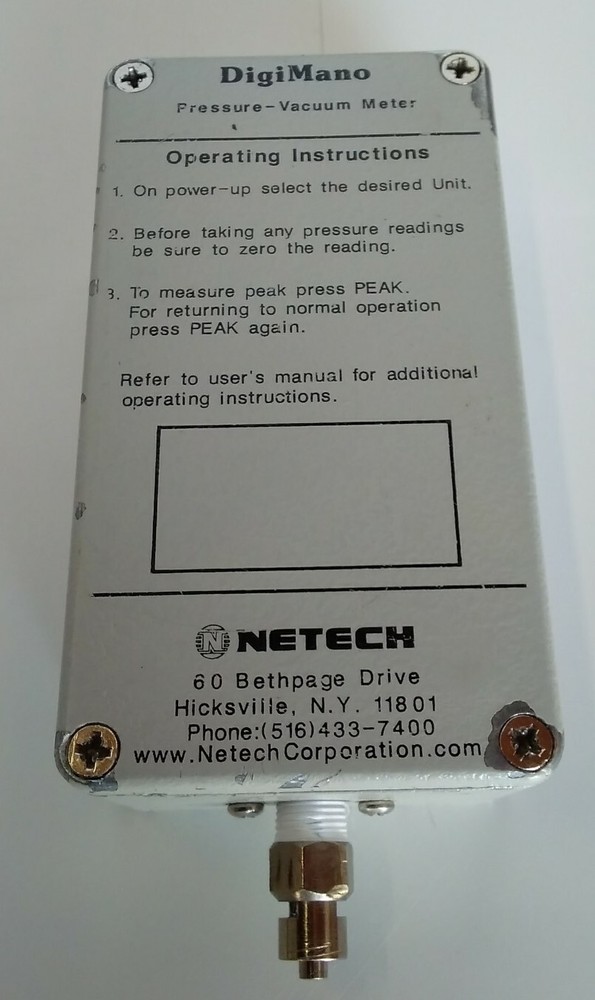 DigiMano
Pressure-Vacuum Meter
Operating Instructions
1. On power-up select the desired Unit.
2. Before taking any pressure readings
be sure to zero the reading.
3. To measure peak press PEAK.
For returning to normal operation
press PEAK again.
Refer to user's manual for additional
operating instructions.
N NETECH
60 Bethpage Drive
Hicksville, N.Y. 11801
Phone:(516)433-7400
www.NetechCorporation.com